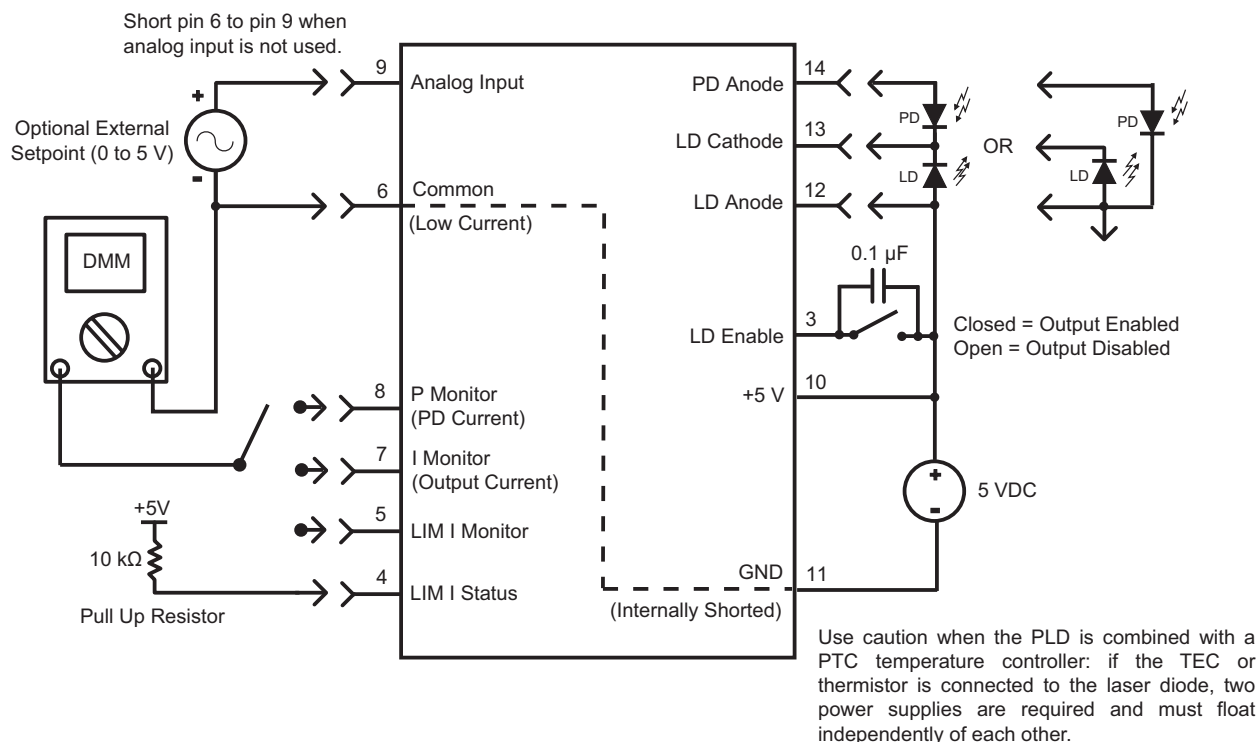 Short pin 6 to pin 9 when
analog input is not used.
9
Analog Input
+
Optional External
Setpoint (0 to 5 V)
-
6
Common
(Low Current)
DMM
8
P Monitor
(PD Current)
7
I Monitor
(Output Current)
5
LIM I Monitor
+5V
10 kΩ
Pull Up Resistor
4
LIM I Status
PD Anode
14
PD
LD Cathode
13
LD
LD Anode
12
OR
PD
LD
0.1 µF
LD Enable
3
Closed = Output Enabled
Open = Output Disabled
+5 V
10
+
-
5 VDC
GND
11
(Internally Shorted)
Use caution when the PLD is combined with a
PTC temperature controller: if the TEC or
thermistor is connected to the laser diode, two
power supplies are required and must float
independently of each other.